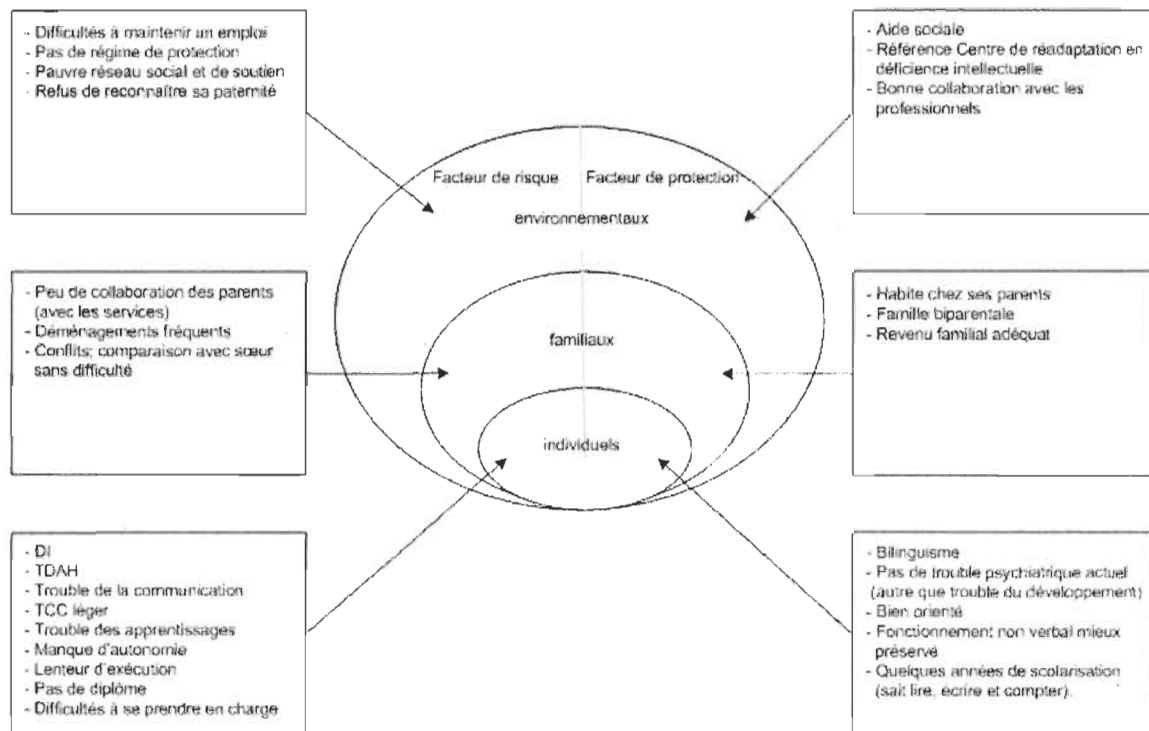 - Difficultés à maintenir un emploi
- Pas de régime de protection
- Pauvre réseau social et de soutien
- Refus de reconnaître sa paternité
- Aide sociale
- Référence Centre de réadaptation en
déficience intellectuelle
- Bonne collaboration avec les
professionnels
Facteur de risque
Facteur de protection
environnementaux
- Peu de collaboration des parents
(avec les services)
- Déménagements fréquents
- Conflits; comparaison avec sœur
sans difficulté
familiaux
- Habite chez ses parents
- Famille biparentale
- Revenu familial adéquat
individuels
- DI
- TDAH
- Trouble de la communication
- TCC léger
- Trouble des apprentissages
- Manque d'autonomie
- Lenteur d'exécution
- Pas de diplôme
- Difficultés à se prendre en charge
- Bilinguisme
- Pas de trouble psychiatrique actuel
(autre que trouble du développement)
- Bien orienté
- Fonctionnement non verbal mieux
préservé
- Quelques années de scolarisation
(sait lire, écrire et compter).